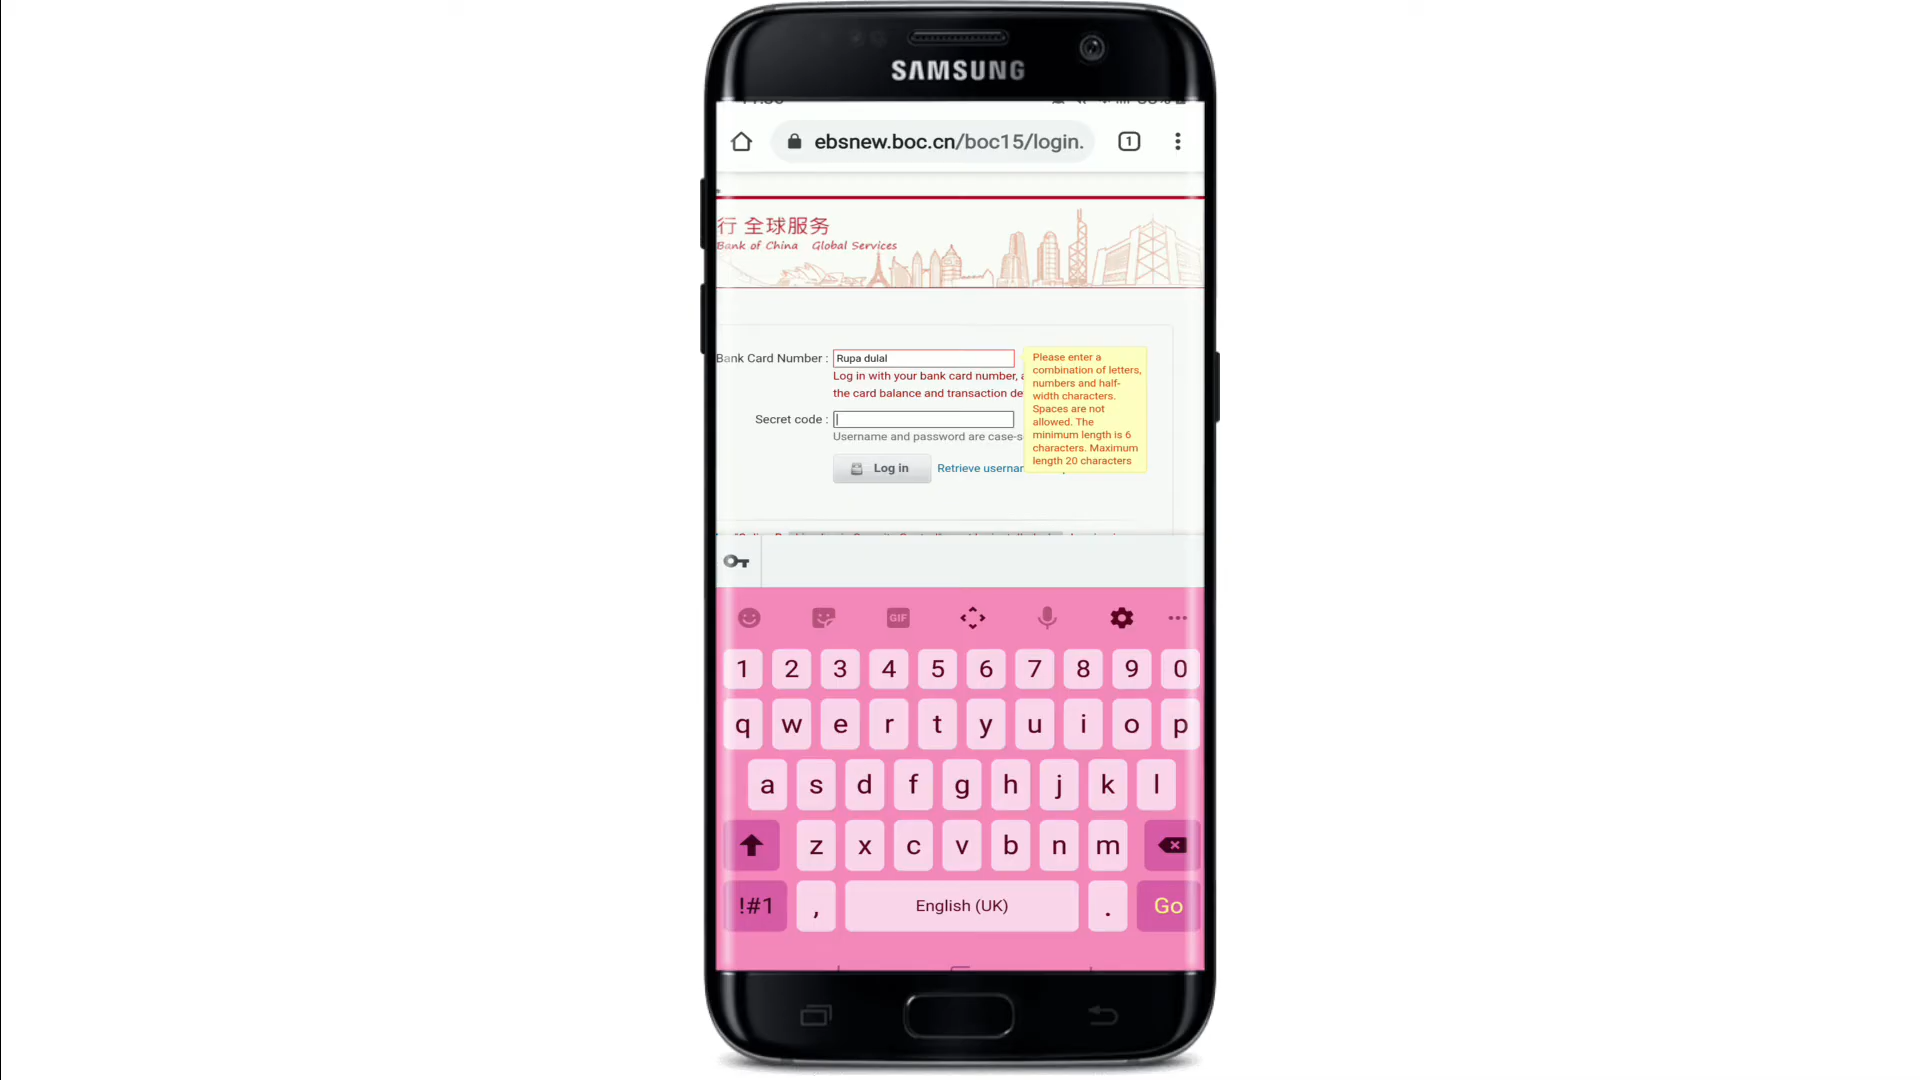 SAMSUNG
ebsnew.boc.cn/boc15/login.
1
行 全球服务
Bank of China Global Services
Bank Card Number : Rupa dulal
Log in with your bank card number, a
the card balance and transaction de
Please enter a
combination of letters,
numbers and half-
width characters.
Spaces are not
allowed. The
minimum length is 6
characters. Maximum
length 20 characters
Secret code :
Username and password are case-s
Log in Retrieve userna
GIF
1 2 3 4 5 6 7 8 9 0
q w e r t y u i o p
a s d f g h j k l
z x c v b n m
!#1 , English (UK) . Go